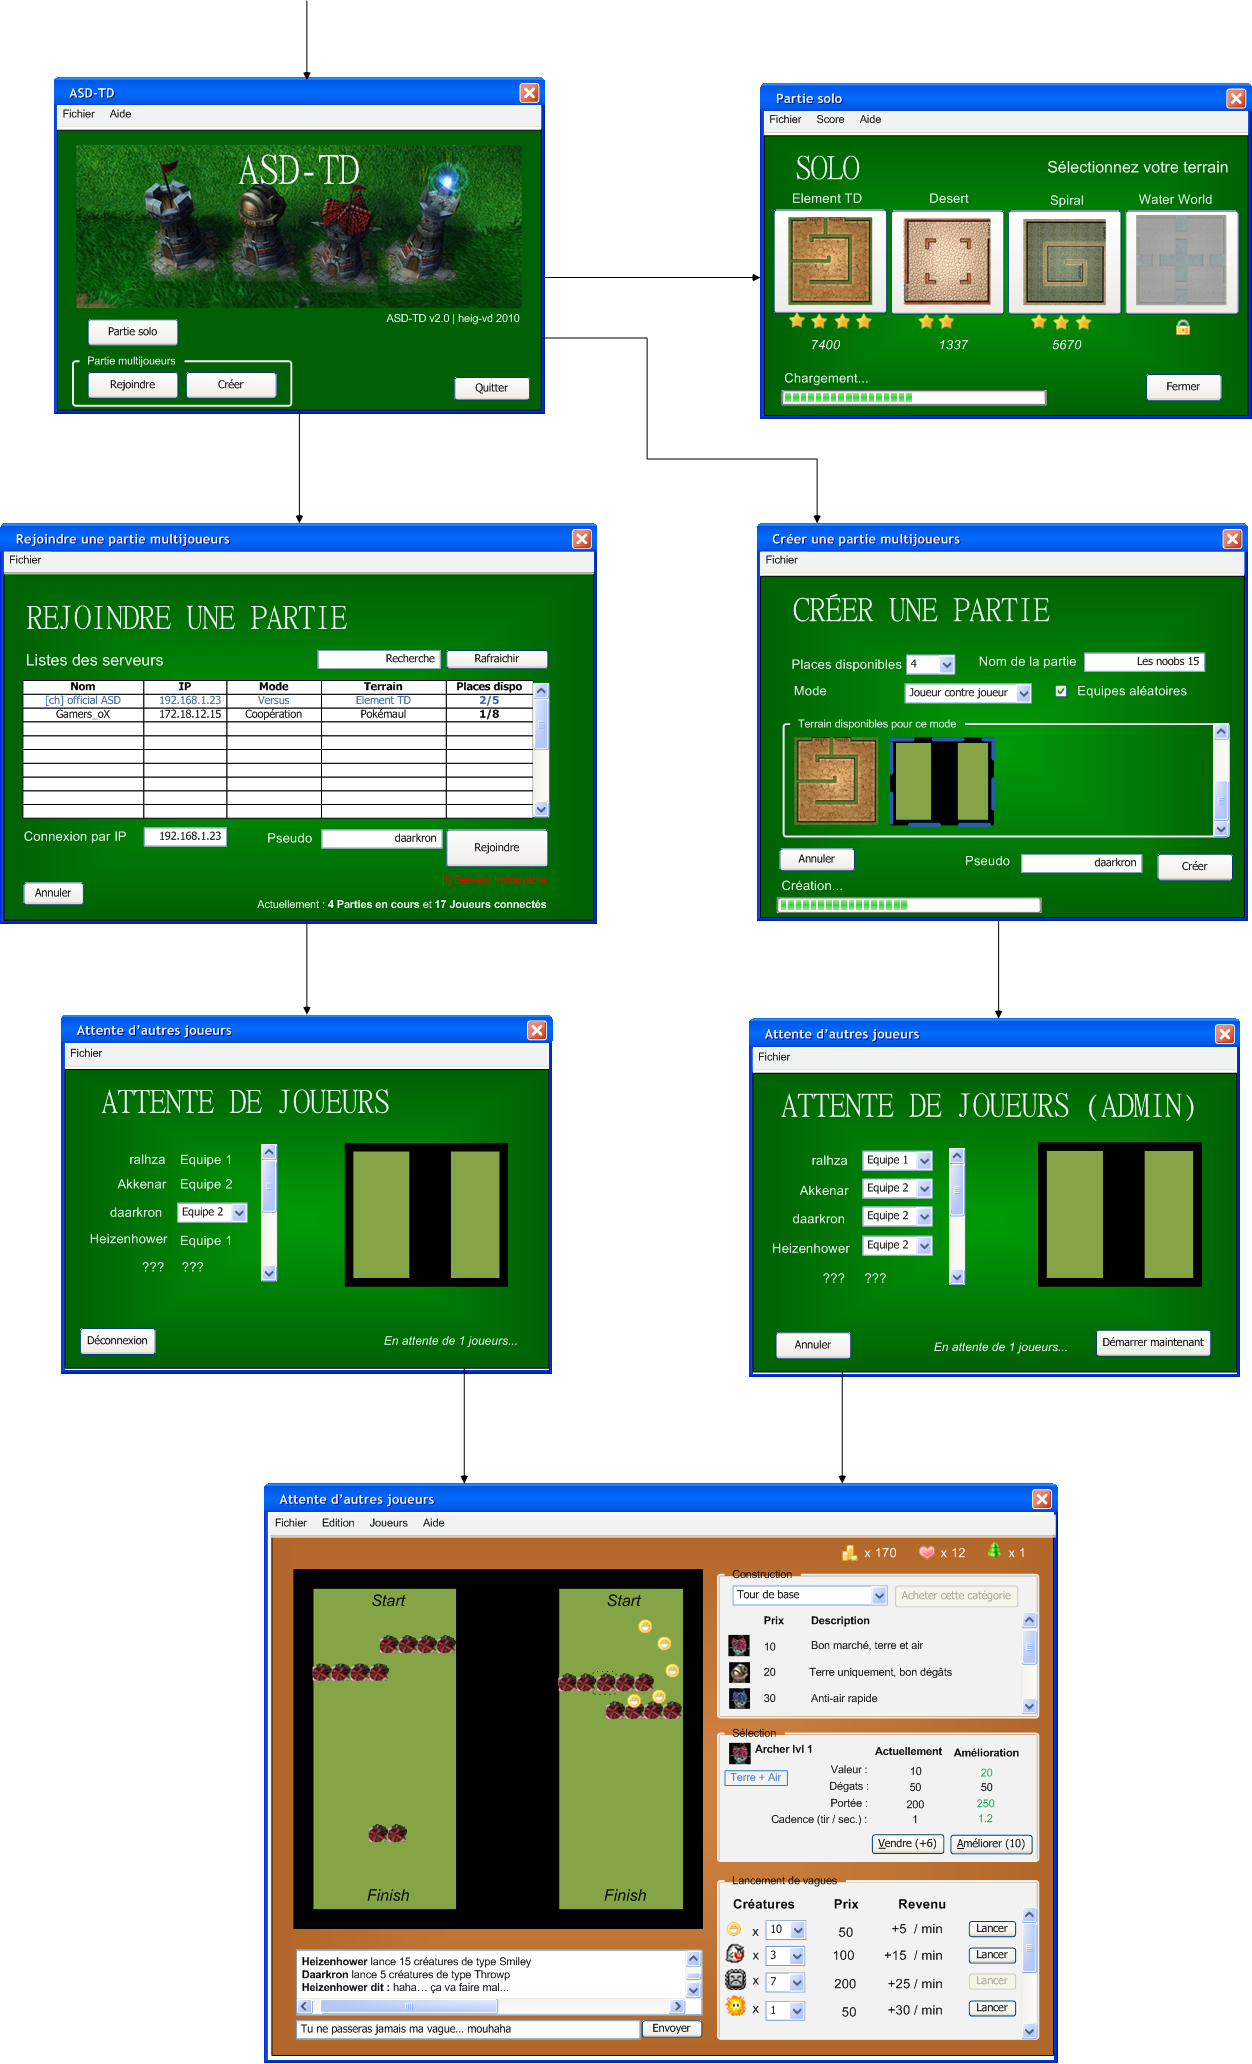 ASD-TD
Fichier Aide
ASD-TD
ASD-TD v2.0 | heig-vd 2010
Partie solo
Partie multijoueurs
Rejoindre Créer
Quitter
Partie solo
Fichier Score Aide
SOLO
Sélectionnez votre terrain
Element TD Desert Spiral Water World
7400 1337 5670
Chargement...
Fermer
Rejoindre une partie multijoueurs
Fichier
REJOINDRE UNE PARTIE
Listes des serveurs Recherche Rafraichir
Nom IP Mode Terrain Places dispo
[ch] official ASD 192.168.1.23 Versus Element TD 2/5
Gamers_oX 172.18.12.15 Coopération Pokémaul 1/8
Connexion par IP 192.168.1.23 Pseudo daarkron Rejoindre
[!] Serveur introuvable
Annuler
Actuellement : 4 Parties en cours et 17 Joueurs connectés
Créer une partie multijoueurs
Fichier
CRÉER UNE PARTIE
Places disponibles 4 Nom de la partie Les noobs 15
Mode Joueur contre joueur Equipes aléatoires
Terrain disponibles pour ce mode
Annuler Pseudo daarkron Créer
Création...
Attente d'autres joueurs
Fichier
ATTENTE DE JOUEURS
ralhza Equipe 1
Akkenar Equipe 2
daarkron Equipe 2
Heizenhower Equipe 1
??? ???
Déconnexion En attente de 1 joueurs...
Attente d'autres joueurs
Fichier
ATTENTE DE JOUEURS (ADMIN)
ralhza Equipe 1
Akkenar Equipe 2
daarkron Equipe 2
Heizenhower Equipe 2
??? ???
Annuler En attente de 1 joueurs... Démarrer maintenant
Attente d'autres joueurs
Fichier Edition Joueurs Aide
x 170 x 12 x 1
Start Start
Finish Finish
Construction
Tour de base Acheter cette catégorie
Prix Description
10 Bon marché, terre et air
20 Terre uniquement, bon dégâts
30 Anti-air rapide
Sélection
Archer lvl 1 Actuellement Amélioration
Terre + Air
Valeur : 10 20
Dégats : 50 50
Portée : 200 250
Cadence (tir / sec.) : 1 1.2
Vendre (+6) Améliorer (10)
Lancement de vagues
Créatures Prix Revenu
x 10 50 +5 / min Lancer
x 3 100 +15 / min Lancer
x 7 200 +25 / min Lancer
x 1 50 +30 / min Lancer
Heizenhower lance 15 créatures de type Smiley
Daarkron lance 5 créatures de type Throwp
Heizenhower dit : haha... ça va faire mal...
Tu ne passeras jamais ma vague... mouhaha Envoyer